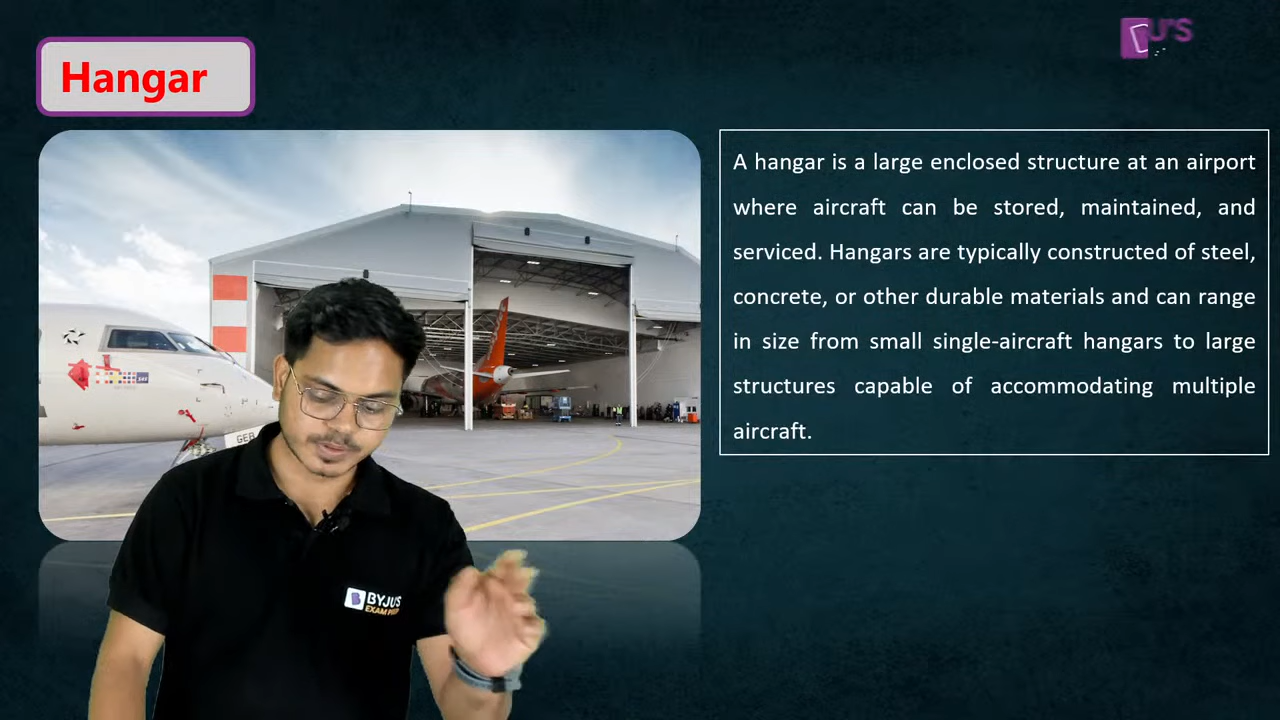 Hangar
A hangar is a large enclosed structure at an airport
where aircraft can be stored, maintained, and
serviced. Hangars are typically constructed of steel,
concrete, or other durable materials and can range
in size from small single-aircraft hangars to large
structures capable of accommodating multiple
aircraft.
BYJU'S
EXAM PREP